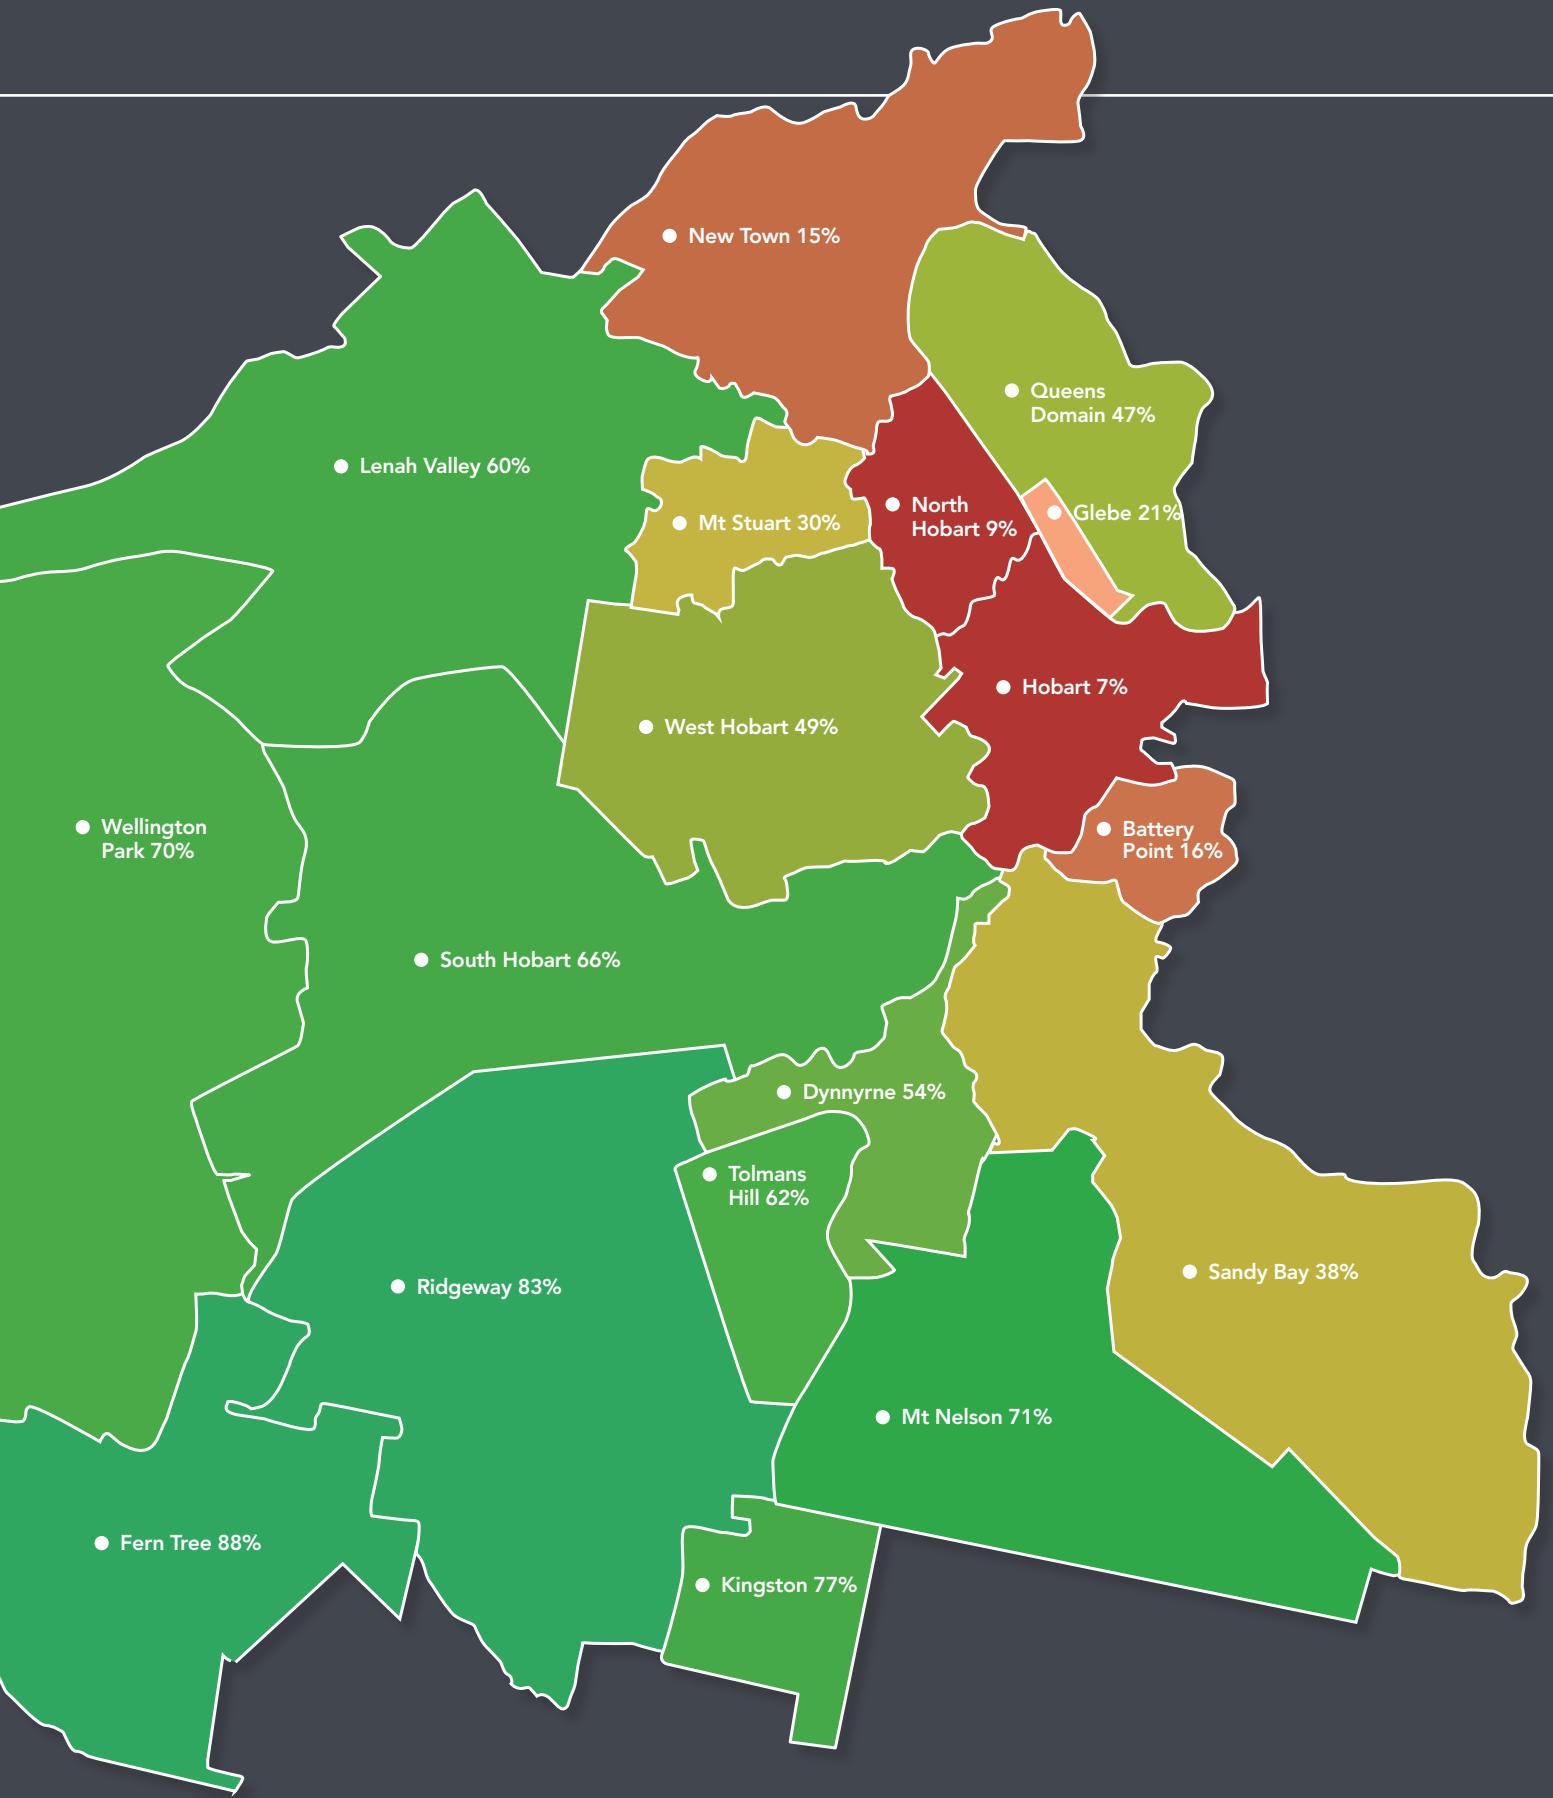 New Town 15%
Queens
Domain 47%
Lenah Valley 60%
North
Hobart 9%
Glebe 21%
Mt Stuart 30%
Hobart 7%
West Hobart 49%
Wellington
Park 70%
Battery
Point 16%
South Hobart 66%
Dynnyrne 54%
Tolmans
Hill 62%
Sandy Bay 38%
Ridgeway 83%
Mt Nelson 71%
Fern Tree 88%
Kingston 77%